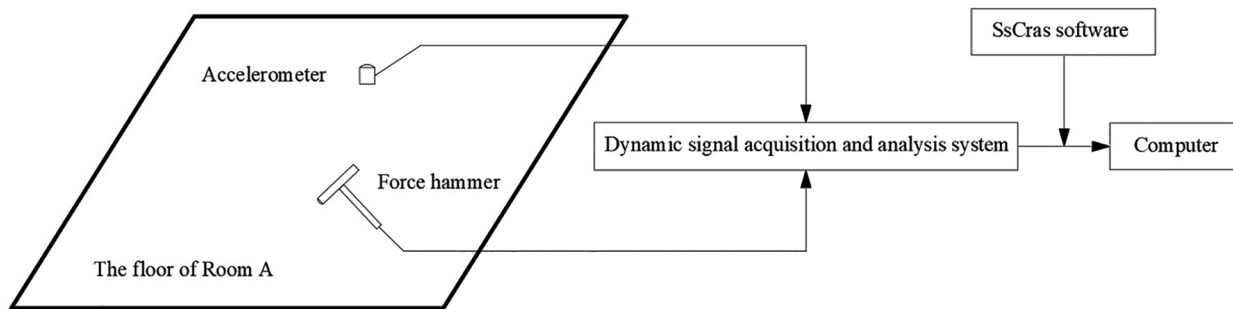 SsCras software
Accelerometer
Dynamic signal acquisition and analysis system
Computer
Force hammer
The floor of Room A